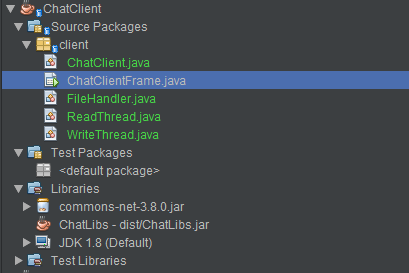 ChatClient
Source Packages
client
ChatClient.java
ChatClientFrame.java
FileHandler.java
ReadThread.java
WriteThread.java
Test Packages
<default package>
Libraries
commons-net-3.8.0.jar
ChatLibs - dist/ChatLibs.jar
JDK 1.8 (Default)
Test Libraries